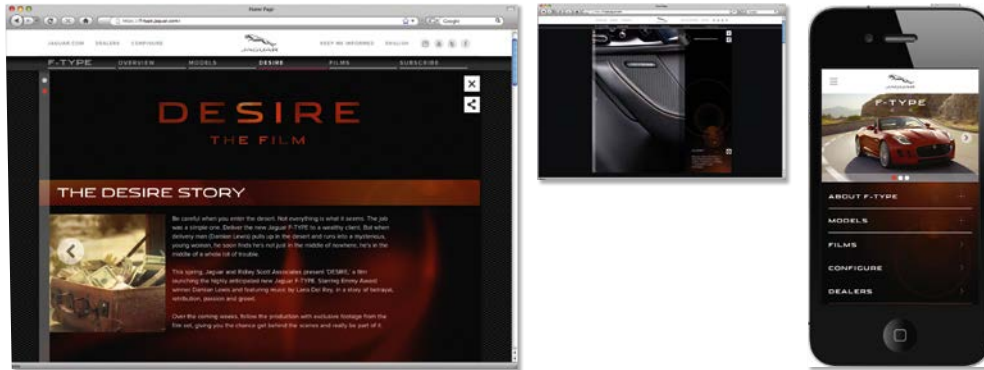 Home Page
Google
JAGUAR.COM DEALERS CONFIGURE
JAGUAR
KEEP ME INFORMED ENGLISH
F-TYPE OVERVIEW MODELS DESIRE FILMS SUBSCRIBE
DESIRE
THE FILM
THE DESIRE STORY
Be careful when you enter the desert. Not everything is what it seems. The job
was a simple one. Deliver the new Jaguar F-TYPE to a wealthy client. But when
delivery man (Damian Lewis) pulls up in the desert and runs into a mysterious,
young woman, he soon finds he's not just in the middle of nowhere, he's in the
middle of a whole lot of trouble.
This spring, Jaguar and Ridley Scott Associates present 'DESIRE,' a film
launching the highly anticipated new Jaguar F-TYPE. Starring Emmy Award
winner Damian Lewis and featuring music by Lana Del Rey, in a story of betrayal,
retribution, passion and greed.
Over the coming weeks, follow the production with exclusive footage from the
film set, giving you the chance get behind the scenes and really be part of it.
JAGUAR
F-TYPE
ABOUT F-TYPE
MODELS
FILMS
CONFIGURE
DEALERS